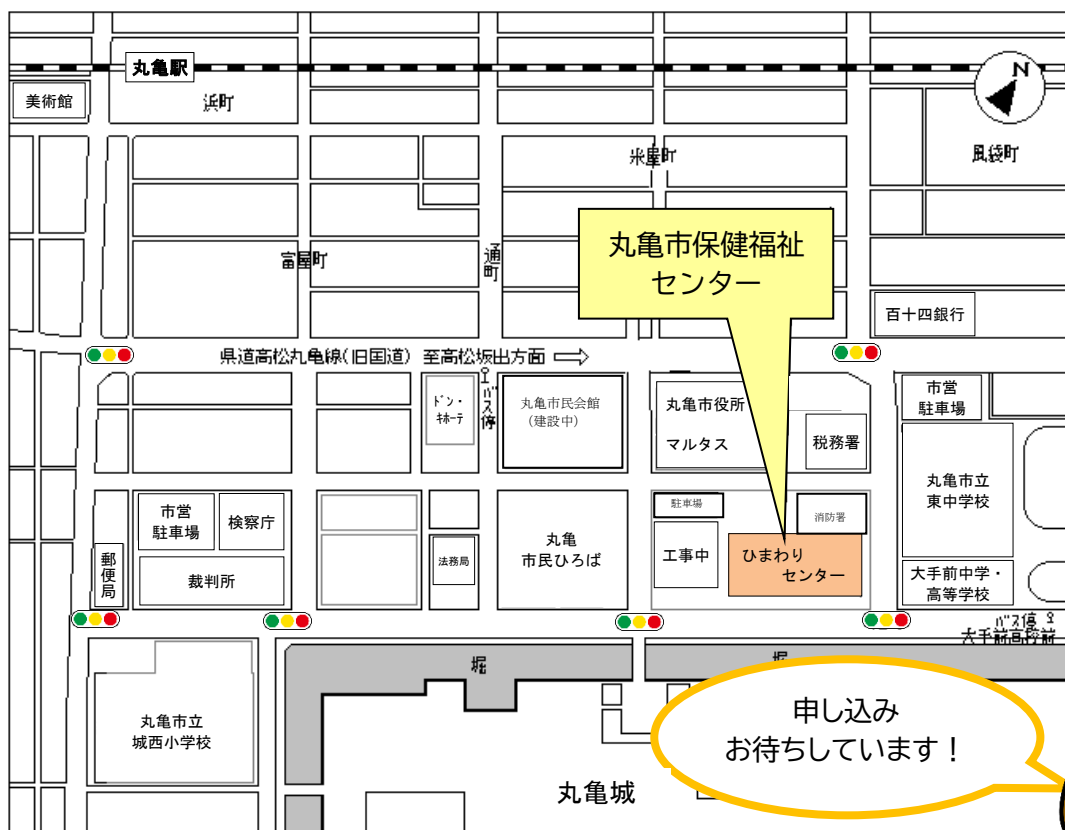 丸亀駅
N
美術館
浜町
米屋町
風袋町
丸亀市保健福祉
センター
富屋町
通町
百十四銀行
県道高松丸亀線(旧国道) 至高松坂出方面 ⇨
ドン・
キホーテ
バス停
丸亀市民会館
(建設中)
丸亀市役所
マルタス
税務署
市営
駐車場
丸亀市立
東中学校
市営
駐車場
検察庁
郵便局
裁判所
法務局
丸亀
市民ひろば
駐車場
消防署
工事中
ひまわり
センター
大手前中学・
高等学校
バス停
大手前高校前
堀
堀
丸亀市立
城西小学校
申し込み
お待ちしています!
丸亀城